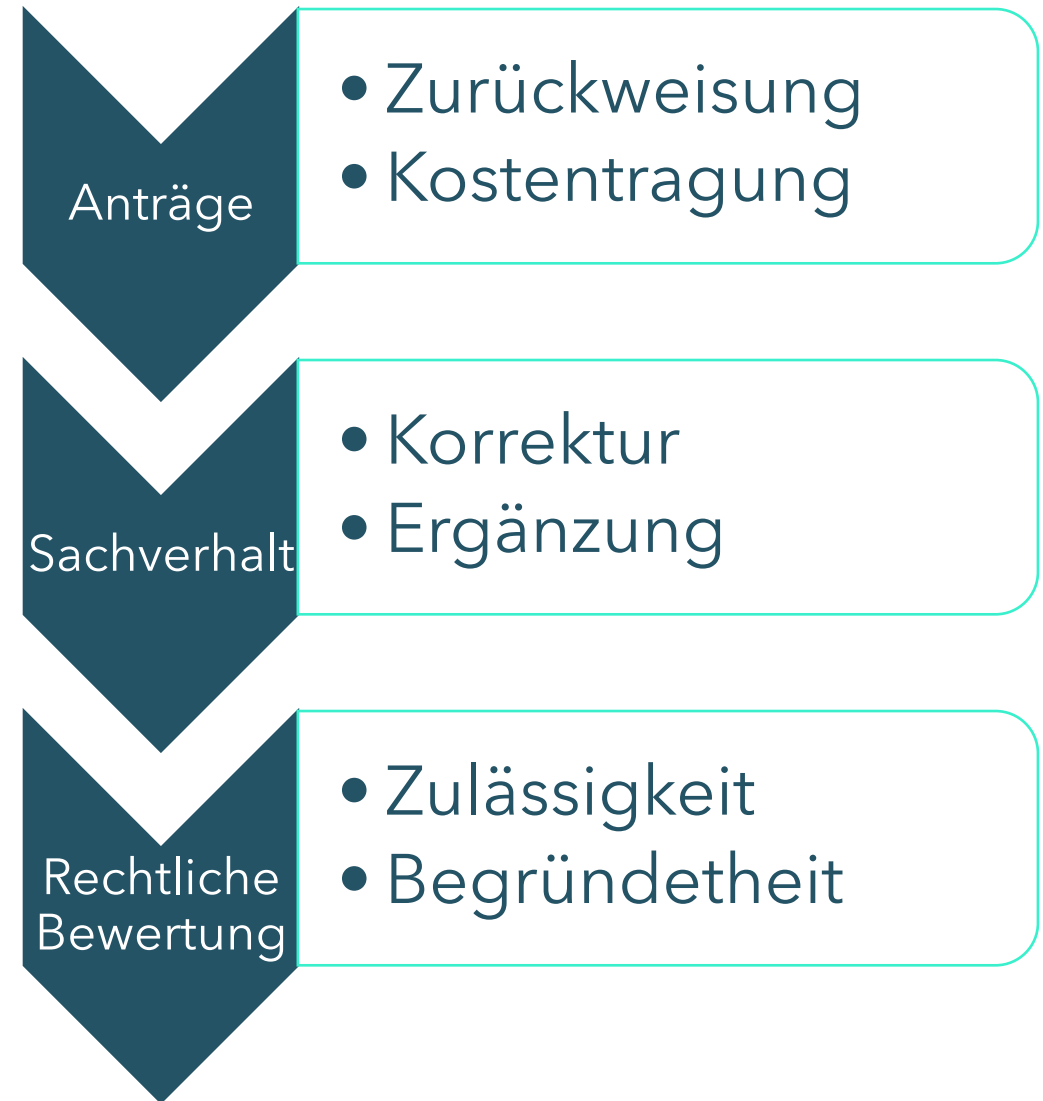 Anträge
• Zurückweisung
• Kostentragung
Sachverhalt
• Korrektur
• Ergänzung
Rechtliche
Bewertung
• Zulässigkeit
• Begründetheit